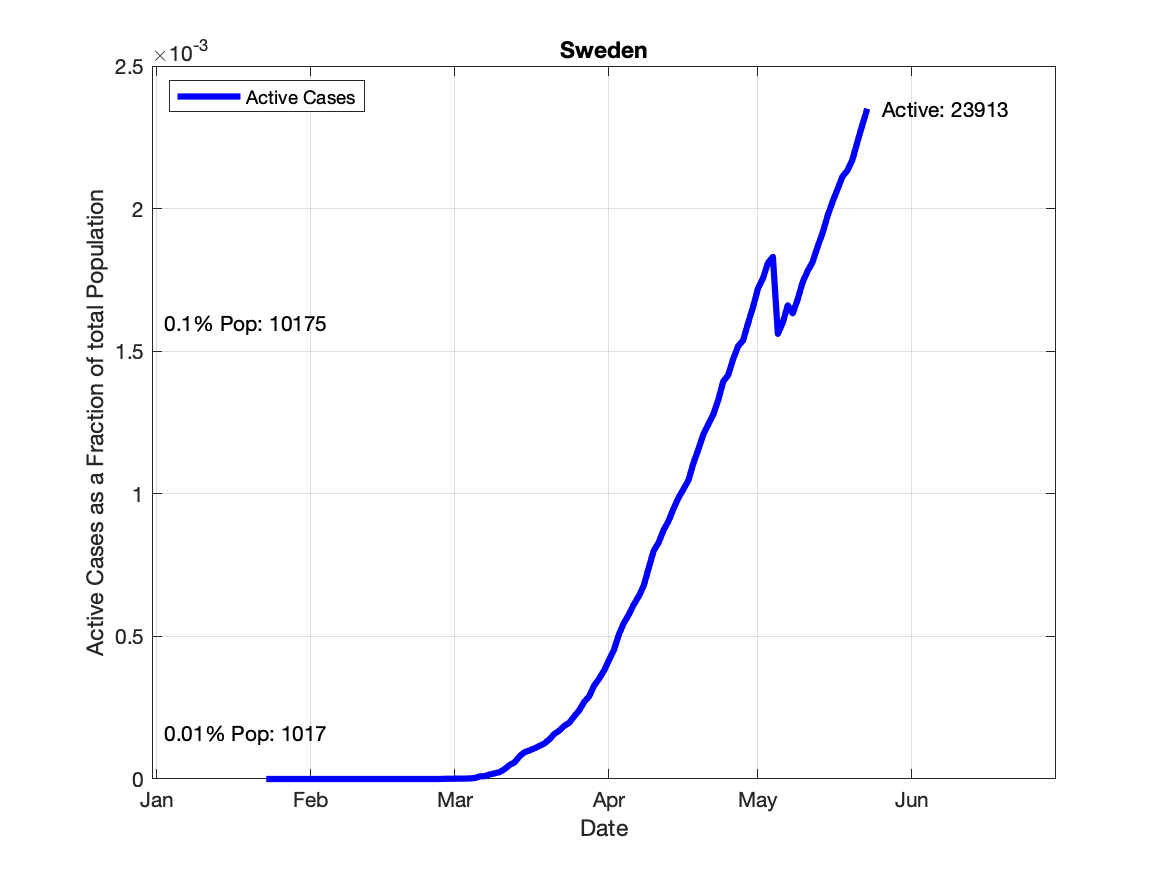 Sweden
×10-3
2.5
Active Cases
Active: 23913
2
0.1% Pop: 10175
1.5
1
0.5
0.01% Pop: 1017
0
Jan Feb Mar Apr May Jun
Date
Active Cases as a Fraction of total Population